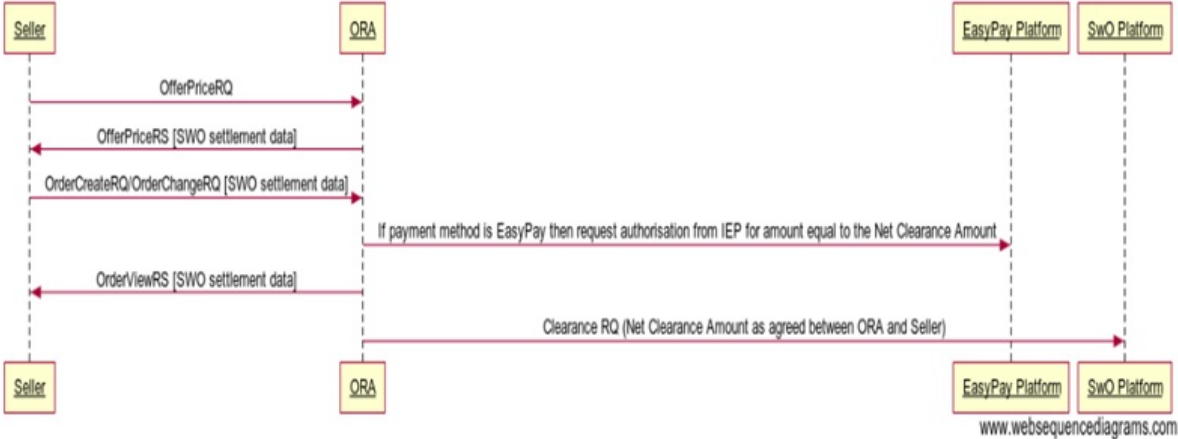 Seller ORA EasyPay Platform SwO Platform
OfferPriceRQ
OfferPriceRS [SWO settlement data]
OrderCreateRQ/OrderChangeRQ [SWO settlement data]
If payment method is EasyPay then request authorisation from IEP for amount equal to the Net Clearance Amount
OrderViewRS [SWO settlement data]
Clearance RQ (Net Clearance Amount as agreed between ORA and Seller)
Seller ORA EasyPay Platform SwO Platform
www.websequencediagrams.com